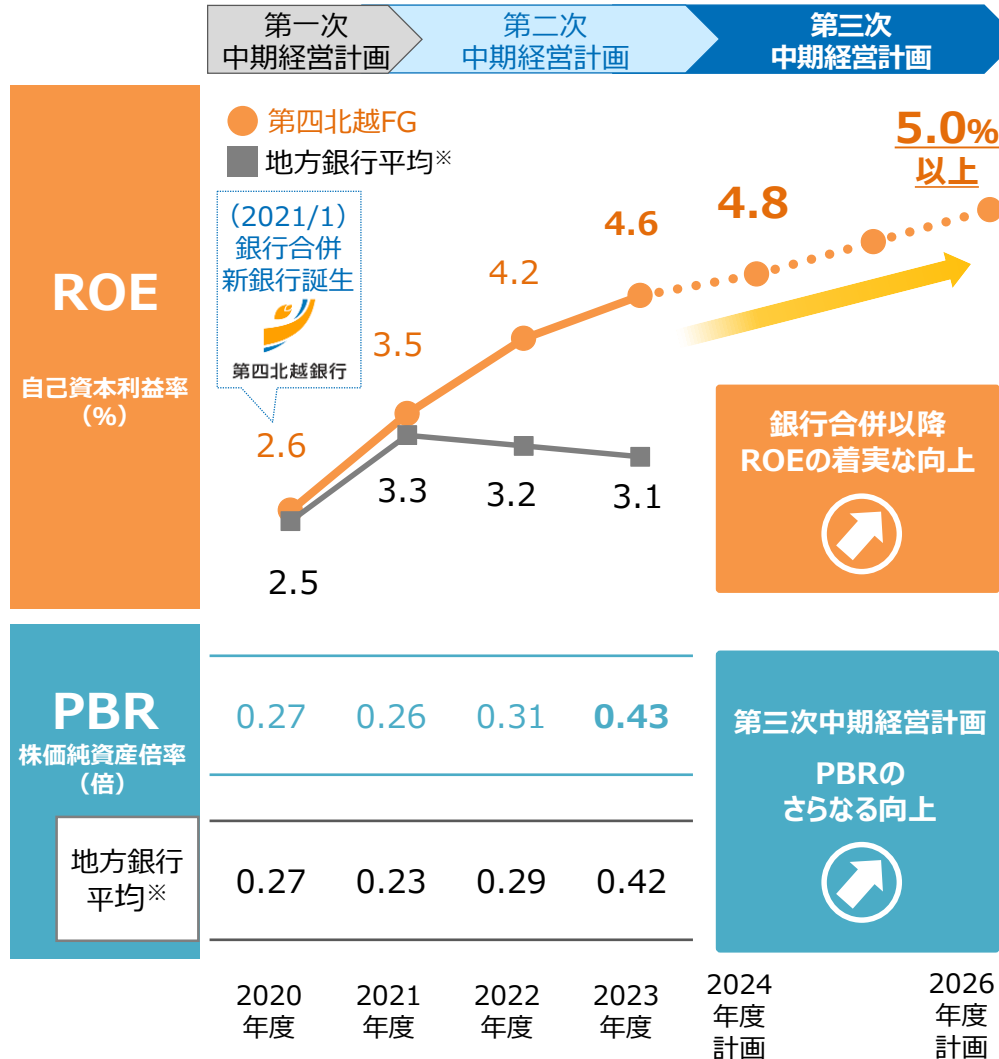 第一次
中期経営計画
第二次
中期経営計画
第三次
中期経営計画
ROE
自己資本利益率
（%）
第四北越FG
地方銀行平均※
（2021/1）
銀行合併
新銀行誕生
第四北越銀行
2.6
3.5
4.2
4.6
4.8
5.0%
以上
2.5
3.3
3.2
3.1
銀行合併以降
ROEの着実な向上
PBR
株価純資産倍率
（倍）
0.27 0.26 0.31 0.43
地方銀行
平均※
0.27 0.23 0.29 0.42
第三次中期経営計画
PBRの
さらなる向上
2020
年度
2021
年度
2022
年度
2023
年度
2024
年度
計画
2026
年度
計画